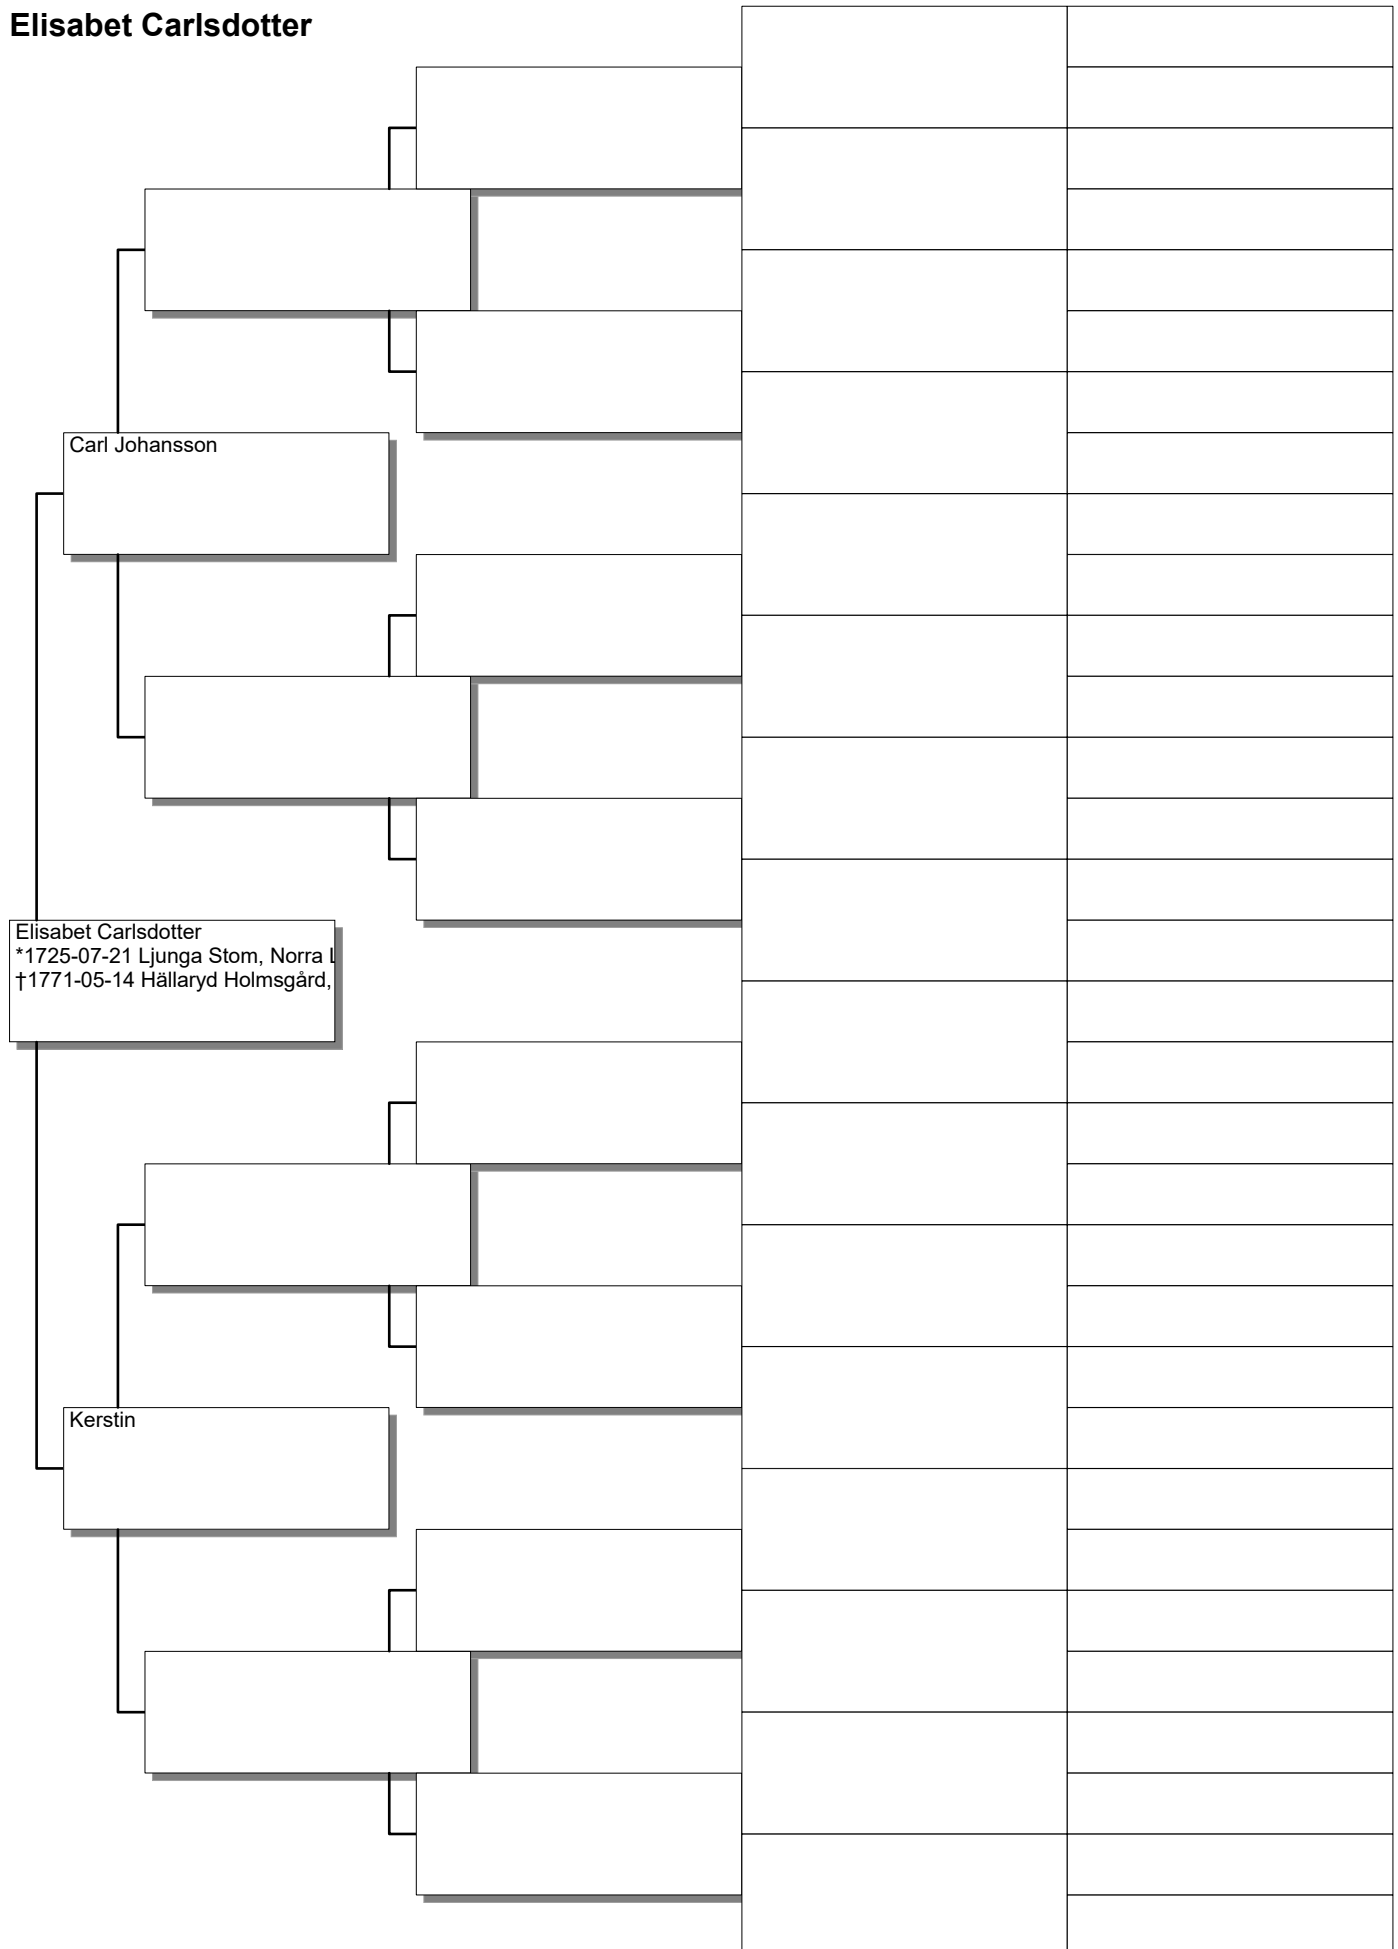 Elisabet Carlsdotter
Carl Johansson
Elisabet Carlsdotter
*1725-07-21 Ljunga Stom, Norra
†1771-05-14 Hällaryd Holmsgård,
Kerstin